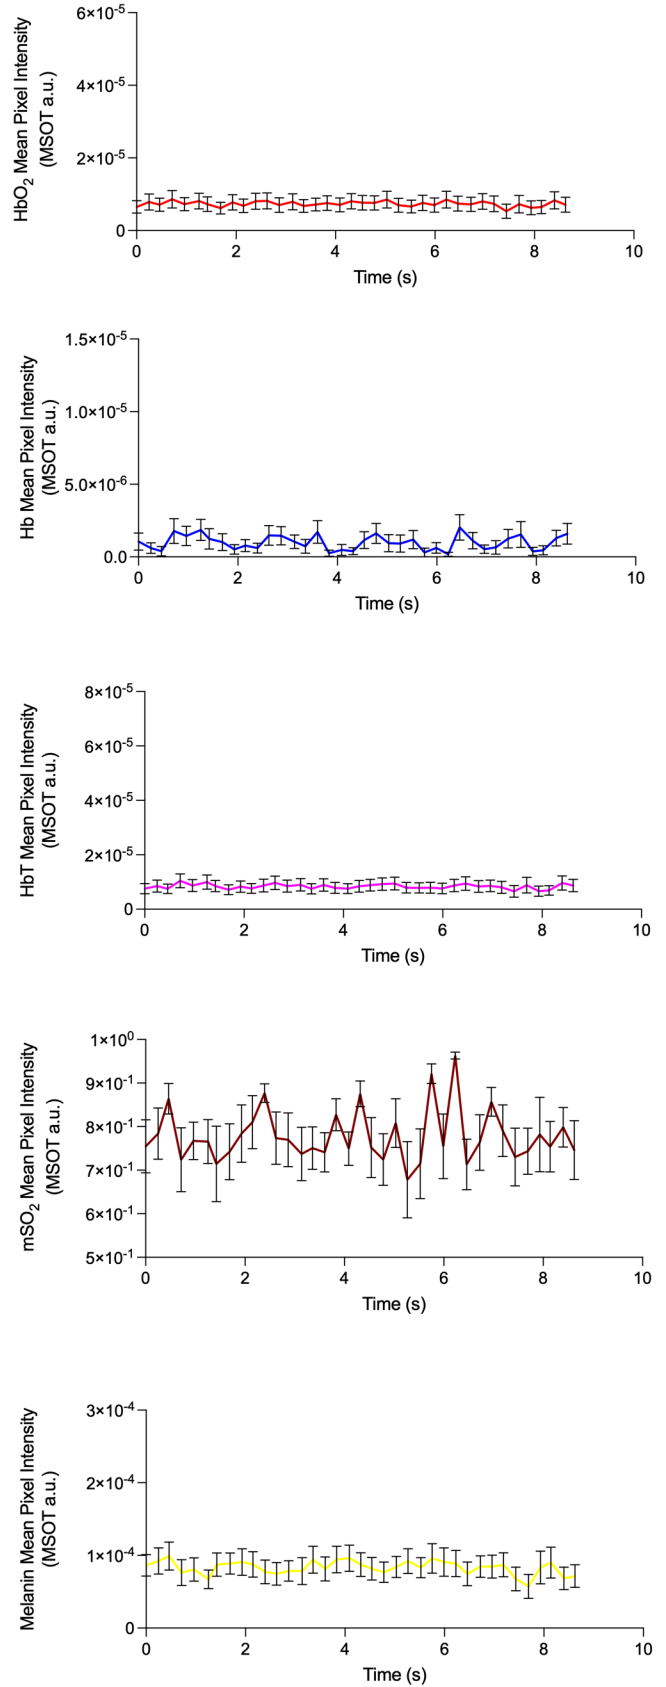 HbO₂ Mean Pixel Intensity
(MSOT a.u.)
6×10⁻⁵
4×10⁻⁵
2×10⁻⁵
0
0 2 4 6 8 10
Time (s)
Hb Mean Pixel Intensity
(MSOT a.u.)
1.5×10⁻⁵
1.0×10⁻⁵
5.0×10⁻⁶
0.0
0 2 4 6 8 10
Time (s)
HbT Mean Pixel Intensity
(MSOT a.u.)
8×10⁻⁵
6×10⁻⁵
4×10⁻⁵
2×10⁻⁵
0
0 2 4 6 8 10
Time (s)
mSO₂ Mean Pixel Intensity
(MSOT a.u.)
1×10⁰
9×10⁻¹
8×10⁻¹
7×10⁻¹
6×10⁻¹
5×10⁻¹
0 2 4 6 8 10
Time (s)
Melanin Mean Pixel Intensity
(MSOT a.u.)
3×10⁻⁴
2×10⁻⁴
1×10⁻⁴
0
0 2 4 6 8 10
Time (s)